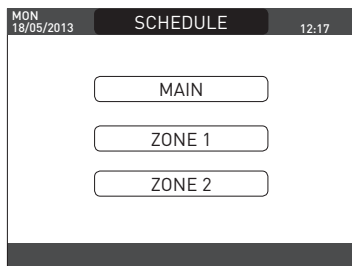 MON
18/05/2013
SCHEDULE
12:17
MAIN
ZONE 1
ZONE 2